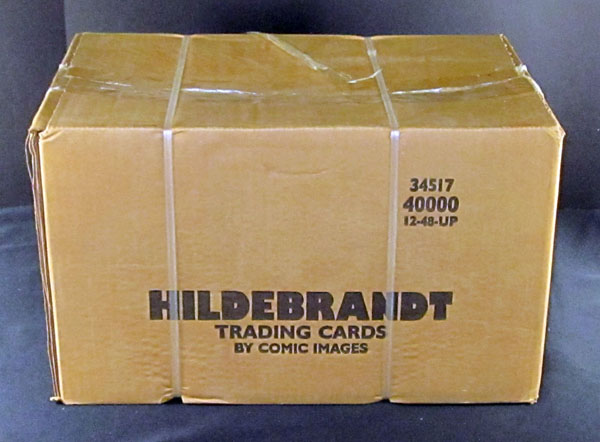 34517
40000
12-48-UP
HILDEBRANDT
TRADING CARDS
BY COMIC IMAGES